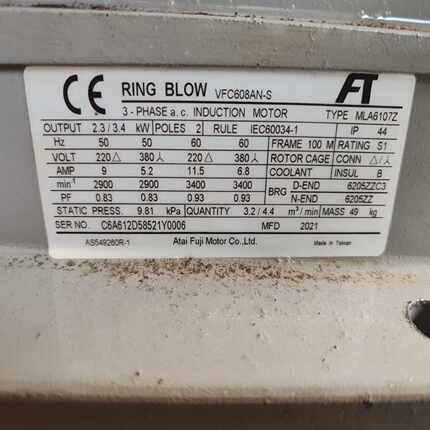 CE RING BLOW VFC608AN-S FT
3 - PHASE a.c. INDUCTION MOTOR TYPE MLA6107Z
OUTPUT 2.3/3.4 kW POLES 2 RULE IEC60034-1 IP 44
Hz 50 50 60 60 FRAME 100 M RATING S1
VOLT 220△ 380⅄ 220△ 380⅄ ROTOR CAGE CONN △/⅄
AMP 9 5.2 11.5 6.8 COOLANT INSUL B
min⁻¹ 2900 2900 3400 3400 BRG D-END 6205ZZC3
PF 0.83 0.83 0.93 0.93 N-END 6205ZZ
STATIC PRESS. 9.81 kPa QUANTITY 3.2 / 4.4 m³/min MASS 49 kg
SER NO. C6A612D58521Y0006 MFD 2021
AS549260R-1 Atai Fuji Motor Co.,Ltd. Made in Taiwan